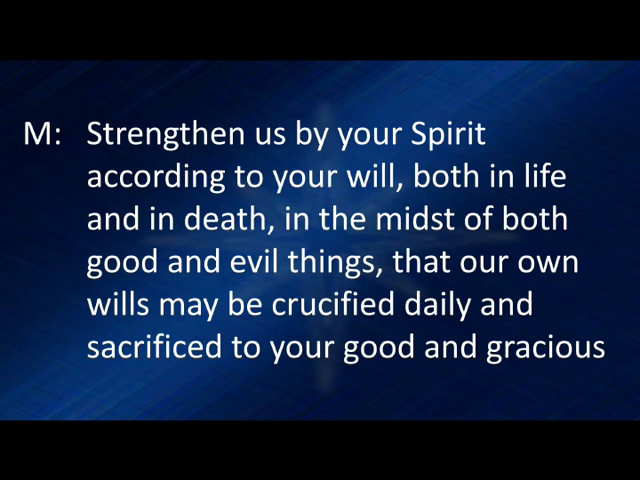 M: Strengthen us by your Spirit
according to your will, both in life
and in death, in the midst of both
good and evil things, that our own
wills may be crucified daily and
sacrificed to your good and gracious